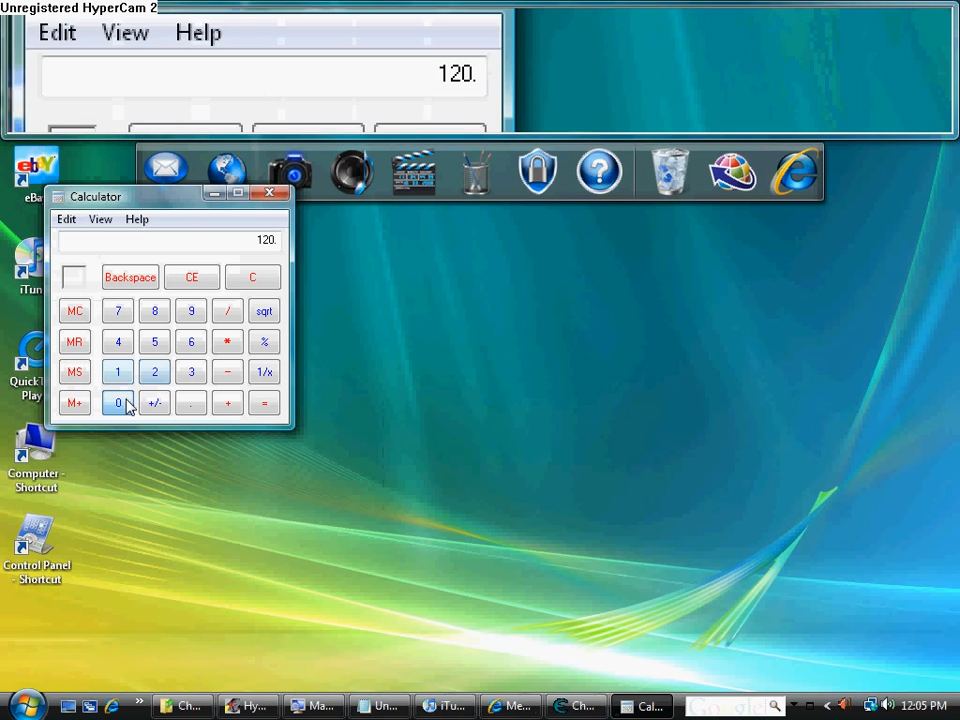 Unregistered HyperCam 2
Edit View Help
120.
eBa
Calculator
Edit View Help
120.
Backspace CE C
MC 7 8 9 / sqrt
MR 4 5 6 * %
MS 1 2 3 - 1/x
M+ 0 +/- . + =
iTun
QuickT
Play
Computer -
Shortcut
Control Panel
- Shortcut
» Ch... Hy... Ma... Un... iTu... Me... Ch... Cal... Google < 12:05 PM